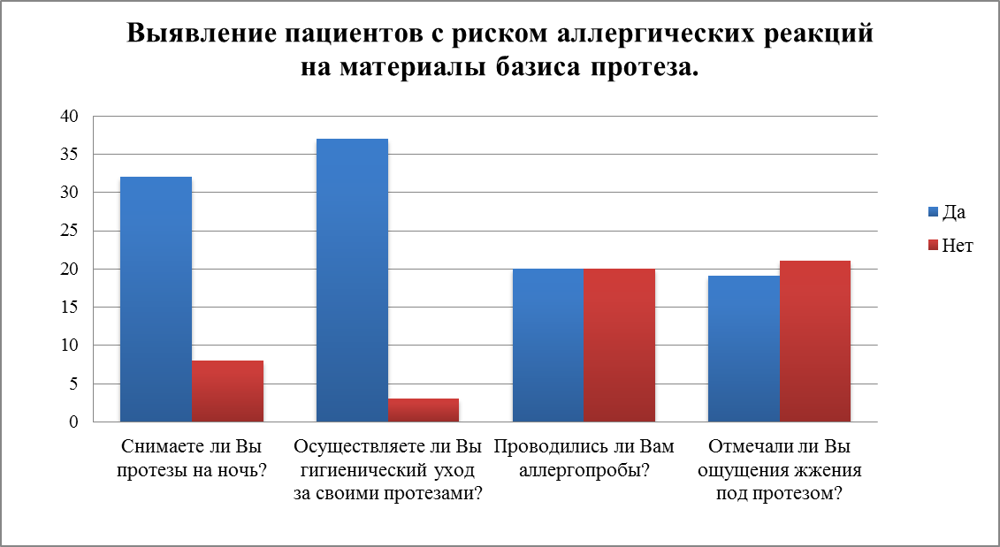 Выявление пациентов с риском аллергических реакций
на материалы базиса протеза.
40
35
30
25
20
15
10
5
0
Да
Нет
Снимаете ли Вы
протезы на ночь?
Осуществляете ли Вы
гигиенический уход
за своими протезами?
Проводились ли Вам
аллергопробы?
Отмечали ли Вы
ощущения жжения
под протезом?